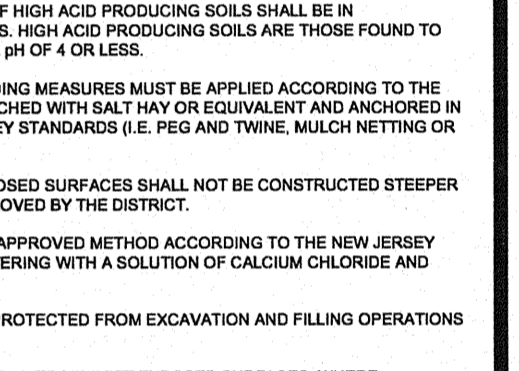 F HIGH ACID PRODUCING SOILS SHALL BE IN
S. HIGH ACID PRODUCING SOILS ARE THOSE FOUND TO
pH OF 4 OR LESS.
ING MEASURES MUST BE APPLIED ACCORDING TO THE
CHED WITH SALT HAY OR EQUIVALENT AND ANCHORED IN
EY STANDARDS (I.E. PEG AND TWINE, MULCH NETTING OR
OSED SURFACES SHALL NOT BE CONSTRUCTED STEEPER
OVED BY THE DISTRICT.
APPROVED METHOD ACCORDING TO THE NEW JERSEY
ERING WITH A SOLUTION OF CALCIUM CHLORIDE AND
ROTECTED FROM EXCAVATION AND FILLING OPERATIONS